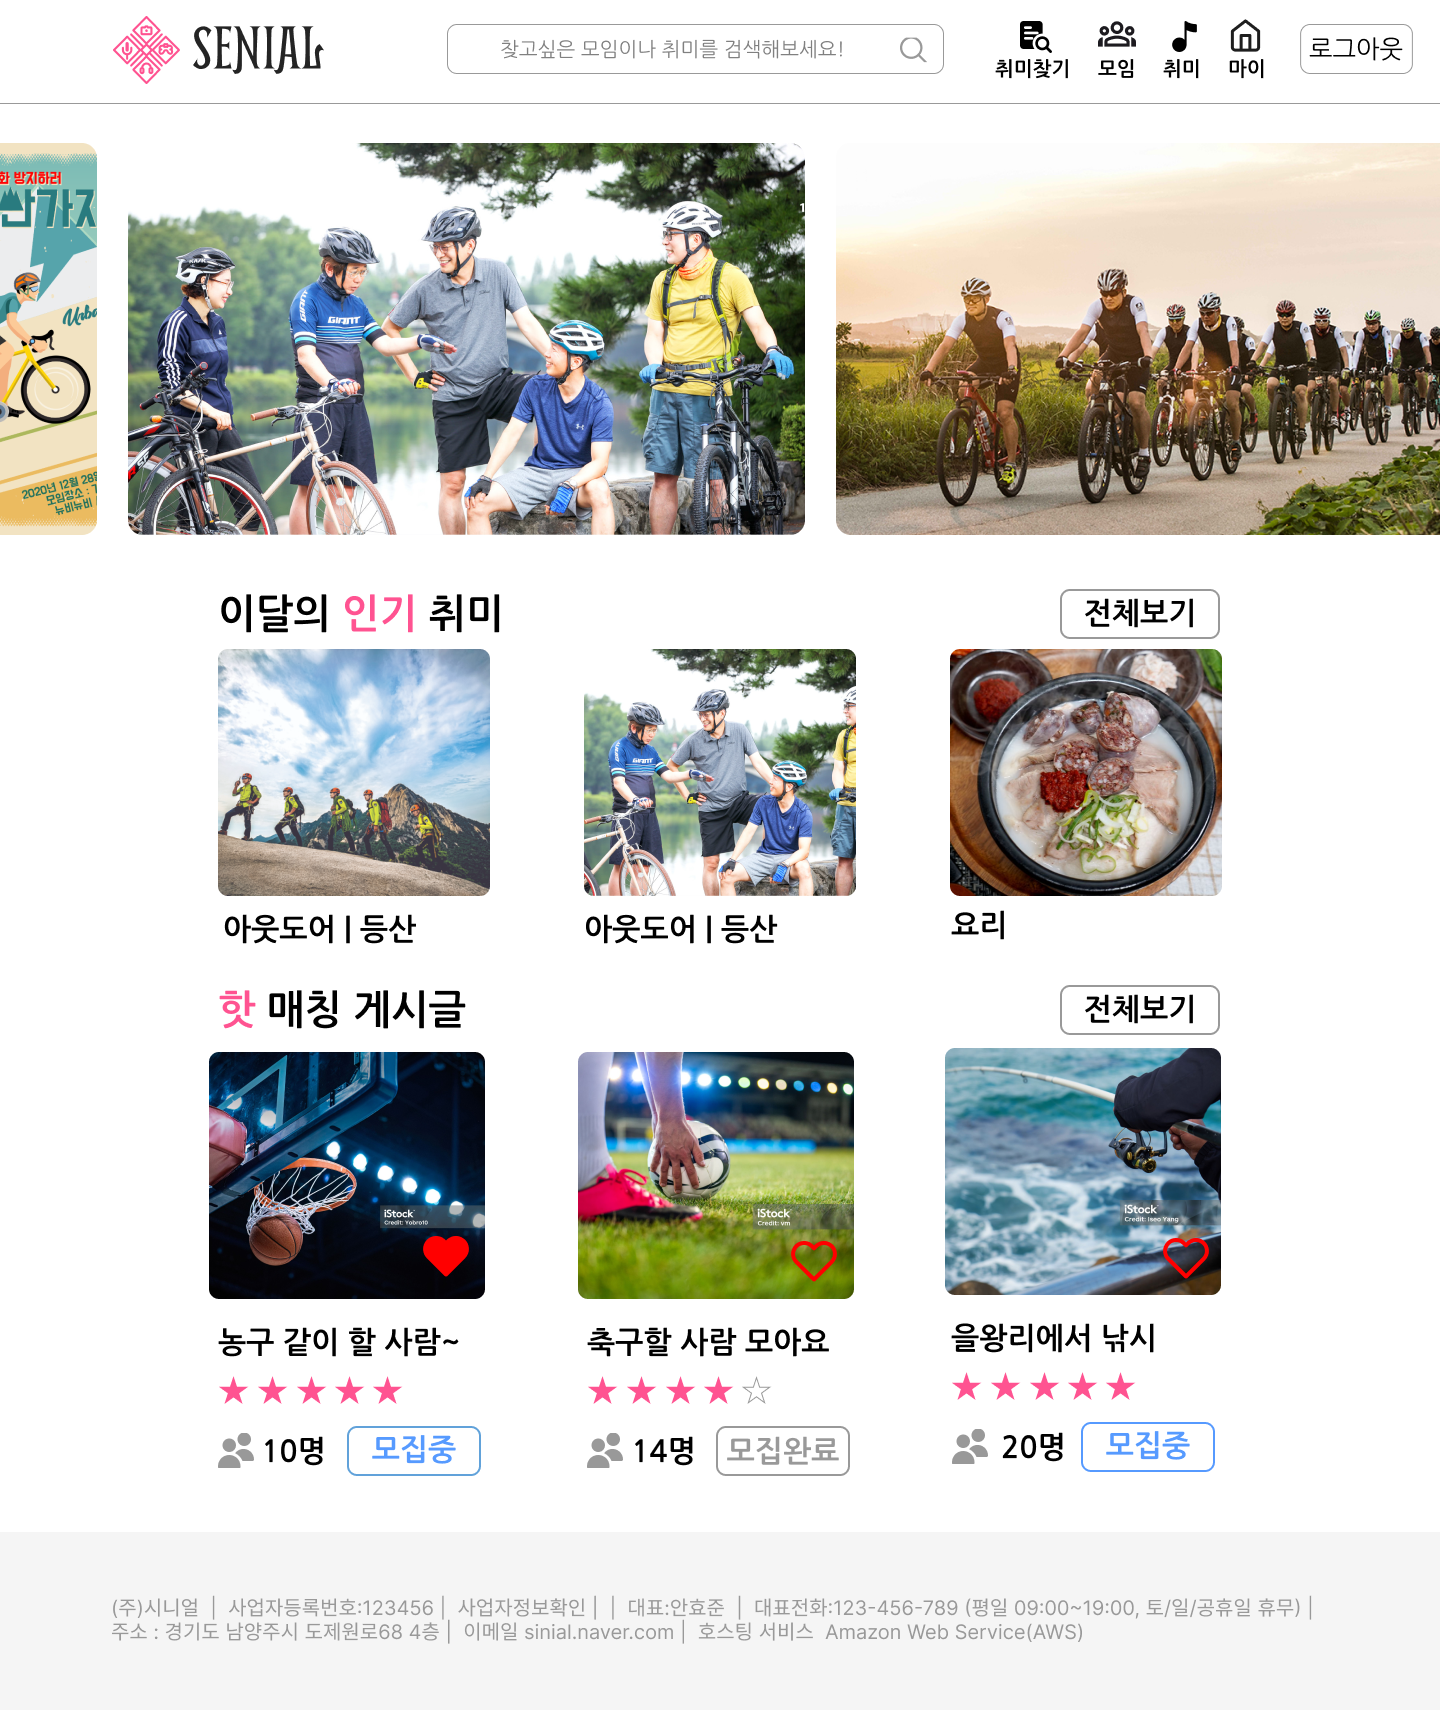 SENIAL
찾고싶은 모임이나 취미를 검색해보세요!
취미찾기 모임 취미 마이
로그아웃
화 방지하러
산가자
2020년 12월 28일
모임장소 :
뉴비뉴비
GIANT
이달의 인기 취미
전체보기
GIANT
아웃도어 | 등산
아웃도어 | 등산
요리
핫 매칭 게시글
전체보기
iStock
Credit: Yobro10
iStock
Credit: vm
iStock
Credit: Iseo Yang
농구 같이 할 사람~
축구할 사람 모아요
을왕리에서 낚시
10명 모집중
14명 모집완료
20명 모집중
(주)시니얼 | 사업자등록번호:123456 | 사업자정보확인 | | 대표:안효준 | 대표전화:123-456-789 (평일 09:00~19:00, 토/일/공휴일 휴무) |
주소 : 경기도 남양주시 도제원로68 4층 | 이메일 sinial.naver.com | 호스팅 서비스 Amazon Web Service(AWS)